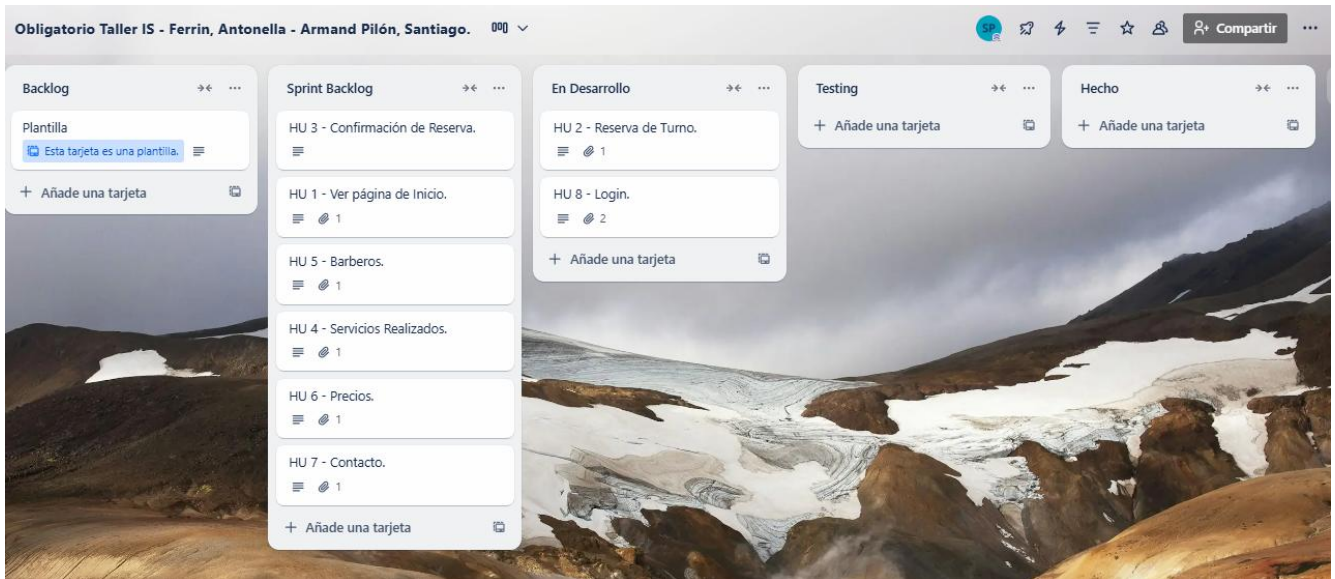 Obligatorio Taller IS - Ferrin, Antonella - Armand Pilón, Santiago.
SP
Compartir
Backlog
Plantilla
Esta tarjeta es una plantilla.
Añade una tarjeta
Sprint Backlog
HU 3 - Confirmación de Reserva.
HU 1 - Ver página de Inicio.
1
HU 5 - Barberos.
1
HU 4 - Servicios Realizados.
1
HU 6 - Precios.
1
HU 7 - Contacto.
1
Añade una tarjeta
En Desarrollo
HU 2 - Reserva de Turno.
1
HU 8 - Login.
2
Añade una tarjeta
Testing
Añade una tarjeta
Hecho
Añade una tarjeta